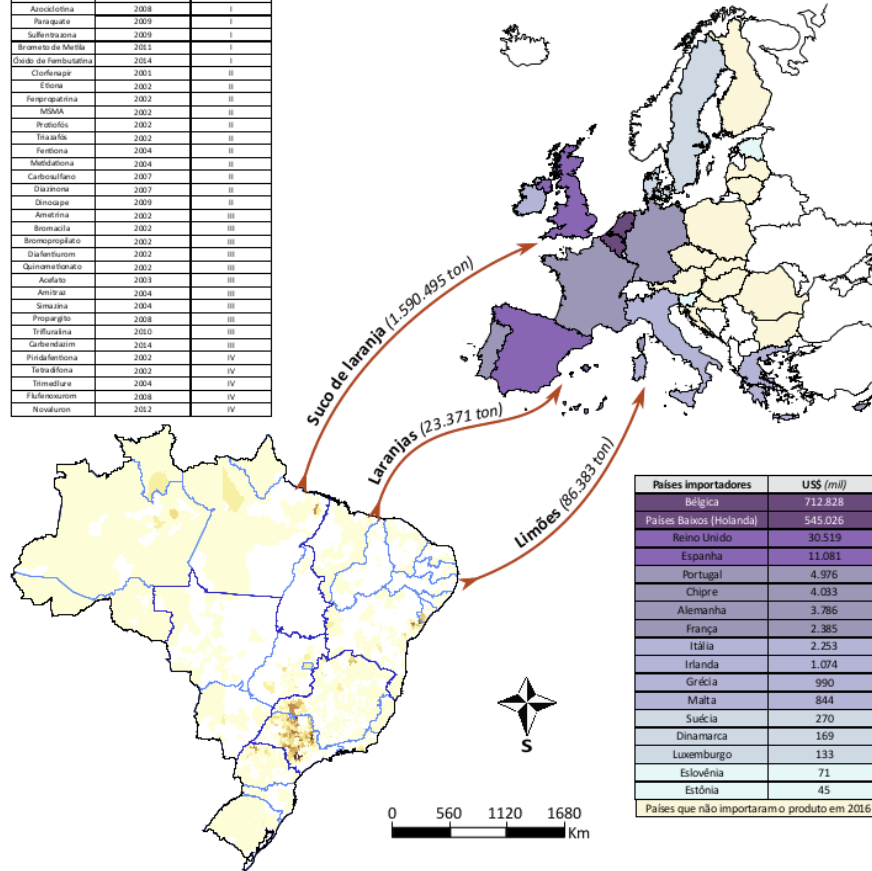 Azociclotina 2008 I
Paraquate 2009 I
Sulfentrazona 2009 I
Brometo de Metila 2011 I
Óxido de Fembutatina 2014 I
Clorfenapir 2001 II
Etiona 2002 II
Fenpropatrina 2002 II
MSMA 2002 II
Protiofós 2002 II
Triazafós 2002 II
Fentiona 2004 II
Metidationa 2004 II
Carbosulfano 2007 II
Diazinona 2007 II
Dinocape 2009 II
Ametrina 2002 III
Bromacila 2002 III
Bromopropilato 2002 III
Diafentiurom 2002 III
Quinometionato 2002 III
Acefato 2003 III
Amitraz 2004 III
Simazina 2004 III
Propargito 2008 III
Trifluralina 2010 III
Carbendazim 2014 III
Piridafentiona 2002 IV
Tetradifona 2002 IV
Trimedlure 2004 IV
Flufenoxurom 2008 IV
Novaluron 2012 IV
Suco de laranja (1.590.495 ton)
Laranjas (23.371 ton)
Limões (86.383 ton)
Países importadores US$ (mil)
Bélgica 712.828
Países Baixos (Holanda) 545.026
Reino Unido 30.519
Espanha 11.081
Portugal 4.976
Chipre 4.033
Alemanha 3.786
França 2.385
Itália 2.253
Irlanda 1.074
Grécia 990
Malta 844
Suécia 270
Dinamarca 169
Luxemburgo 133
Eslovênia 71
Estônia 45
Países que não importaram o produto em 2016
S
0 560 1120 1680
Km